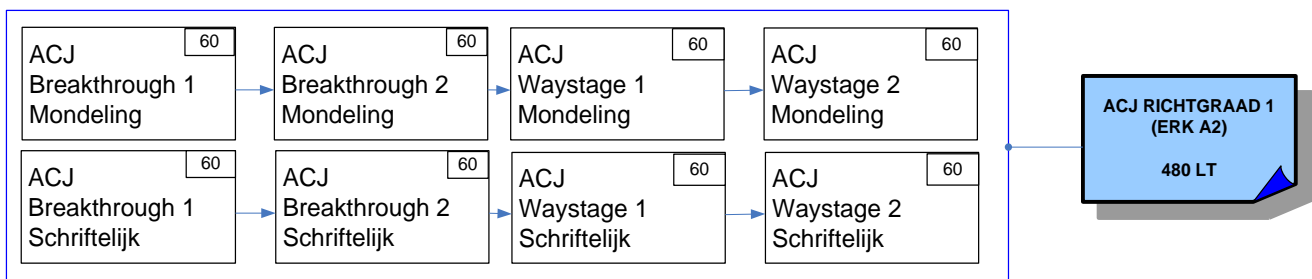 60
ACJ
Breakthrough 1
Mondeling
60
ACJ
Breakthrough 2
Mondeling
60
ACJ
Waystage 1
Mondeling
60
ACJ
Waystage 2
Mondeling
60
ACJ
Breakthrough 1
Schriftelijk
60
ACJ
Breakthrough 2
Schriftelijk
60
ACJ
Waystage 1
Schriftelijk
60
ACJ
Waystage 2
Schriftelijk
ACJ RICHTGRAAD 1
(ERK A2)
480 LT